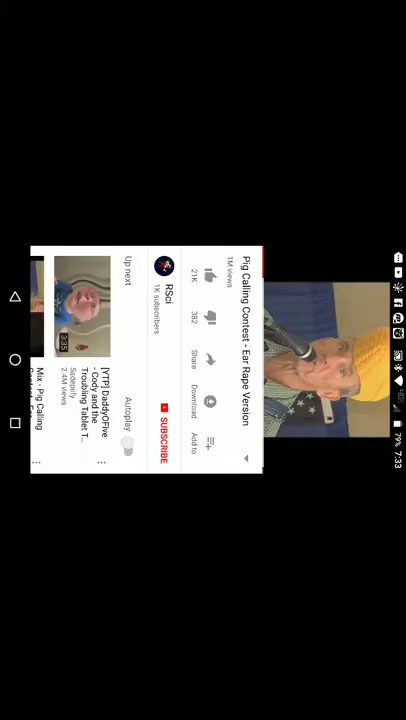 79% 7:33
Pig Calling Contest - Ear Rape Version
1M views
21K
382
Share
Download
Add to
RSci
1K subscribers
SUBSCRIBE
Up next
Autoplay
3:35
[YTP] DaddyOFive
- Cody and the
Troubling Tablet T...
Sadepilly
2.4M views
Mix - Pig Calling